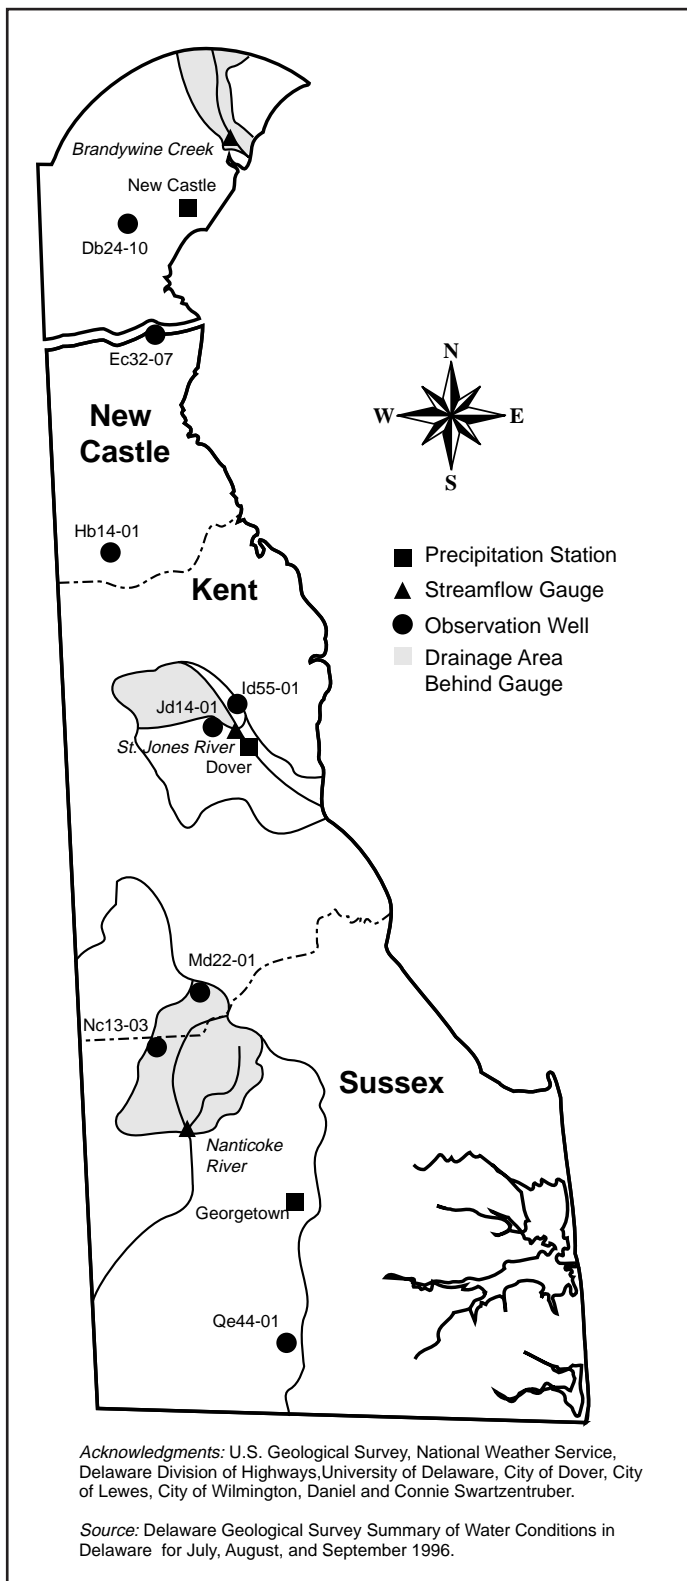 Brandywine Creek
New Castle
Db24-10
Ec32-07
New
Castle
N
W
E
S
Hb14-01
Kent
Precipitation Station
Streamflow Gauge
Observation Well
Drainage Area
Behind Gauge
Id55-01
Jd14-01
St. Jones River
Dover
Md22-01
Nc13-03
Sussex
Nanticoke
River
Georgetown
Qe44-01
Acknowledgments: U.S. Geological Survey, National Weather Service,
Delaware Division of Highways,University of Delaware, City of Dover, City
of Lewes, City of Wilmington, Daniel and Connie Swartzentruber.
Source: Delaware Geological Survey Summary of Water Conditions in
Delaware for July, August, and September 1996.